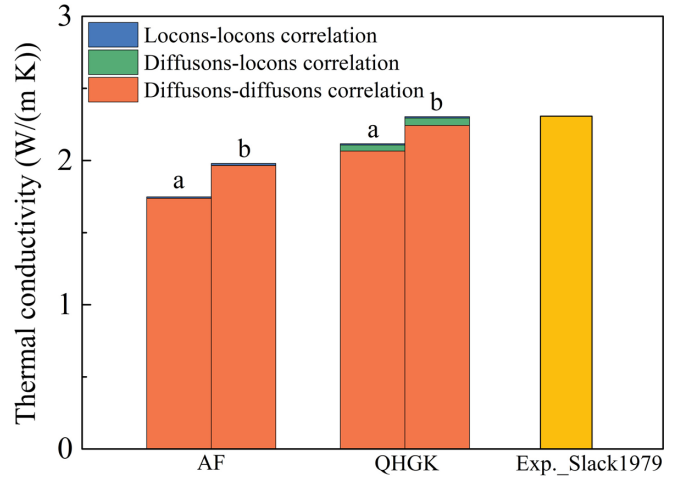 Thermal conductivity (W/(m K))
3
2
1
0
Locons-locons correlation
Diffusons-locons correlation
Diffusons-diffusons correlation
a
b
a
b
AF
QHGK
Exp._Slack1979